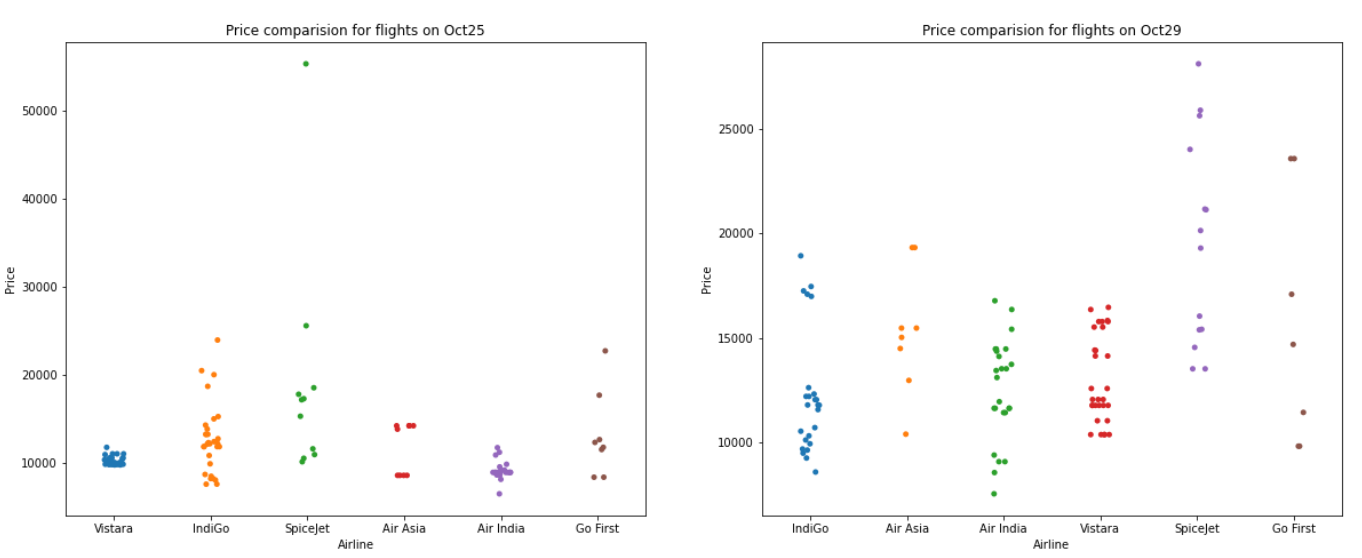 Price comparision for flights on Oct25
50000
40000
30000
20000
10000
Price
Vistara IndiGo SpiceJet Air Asia Air India Go First
Airline
Price comparision for flights on Oct29
25000
20000
15000
10000
Price
IndiGo Air Asia Air India Vistara SpiceJet Go First
Airline